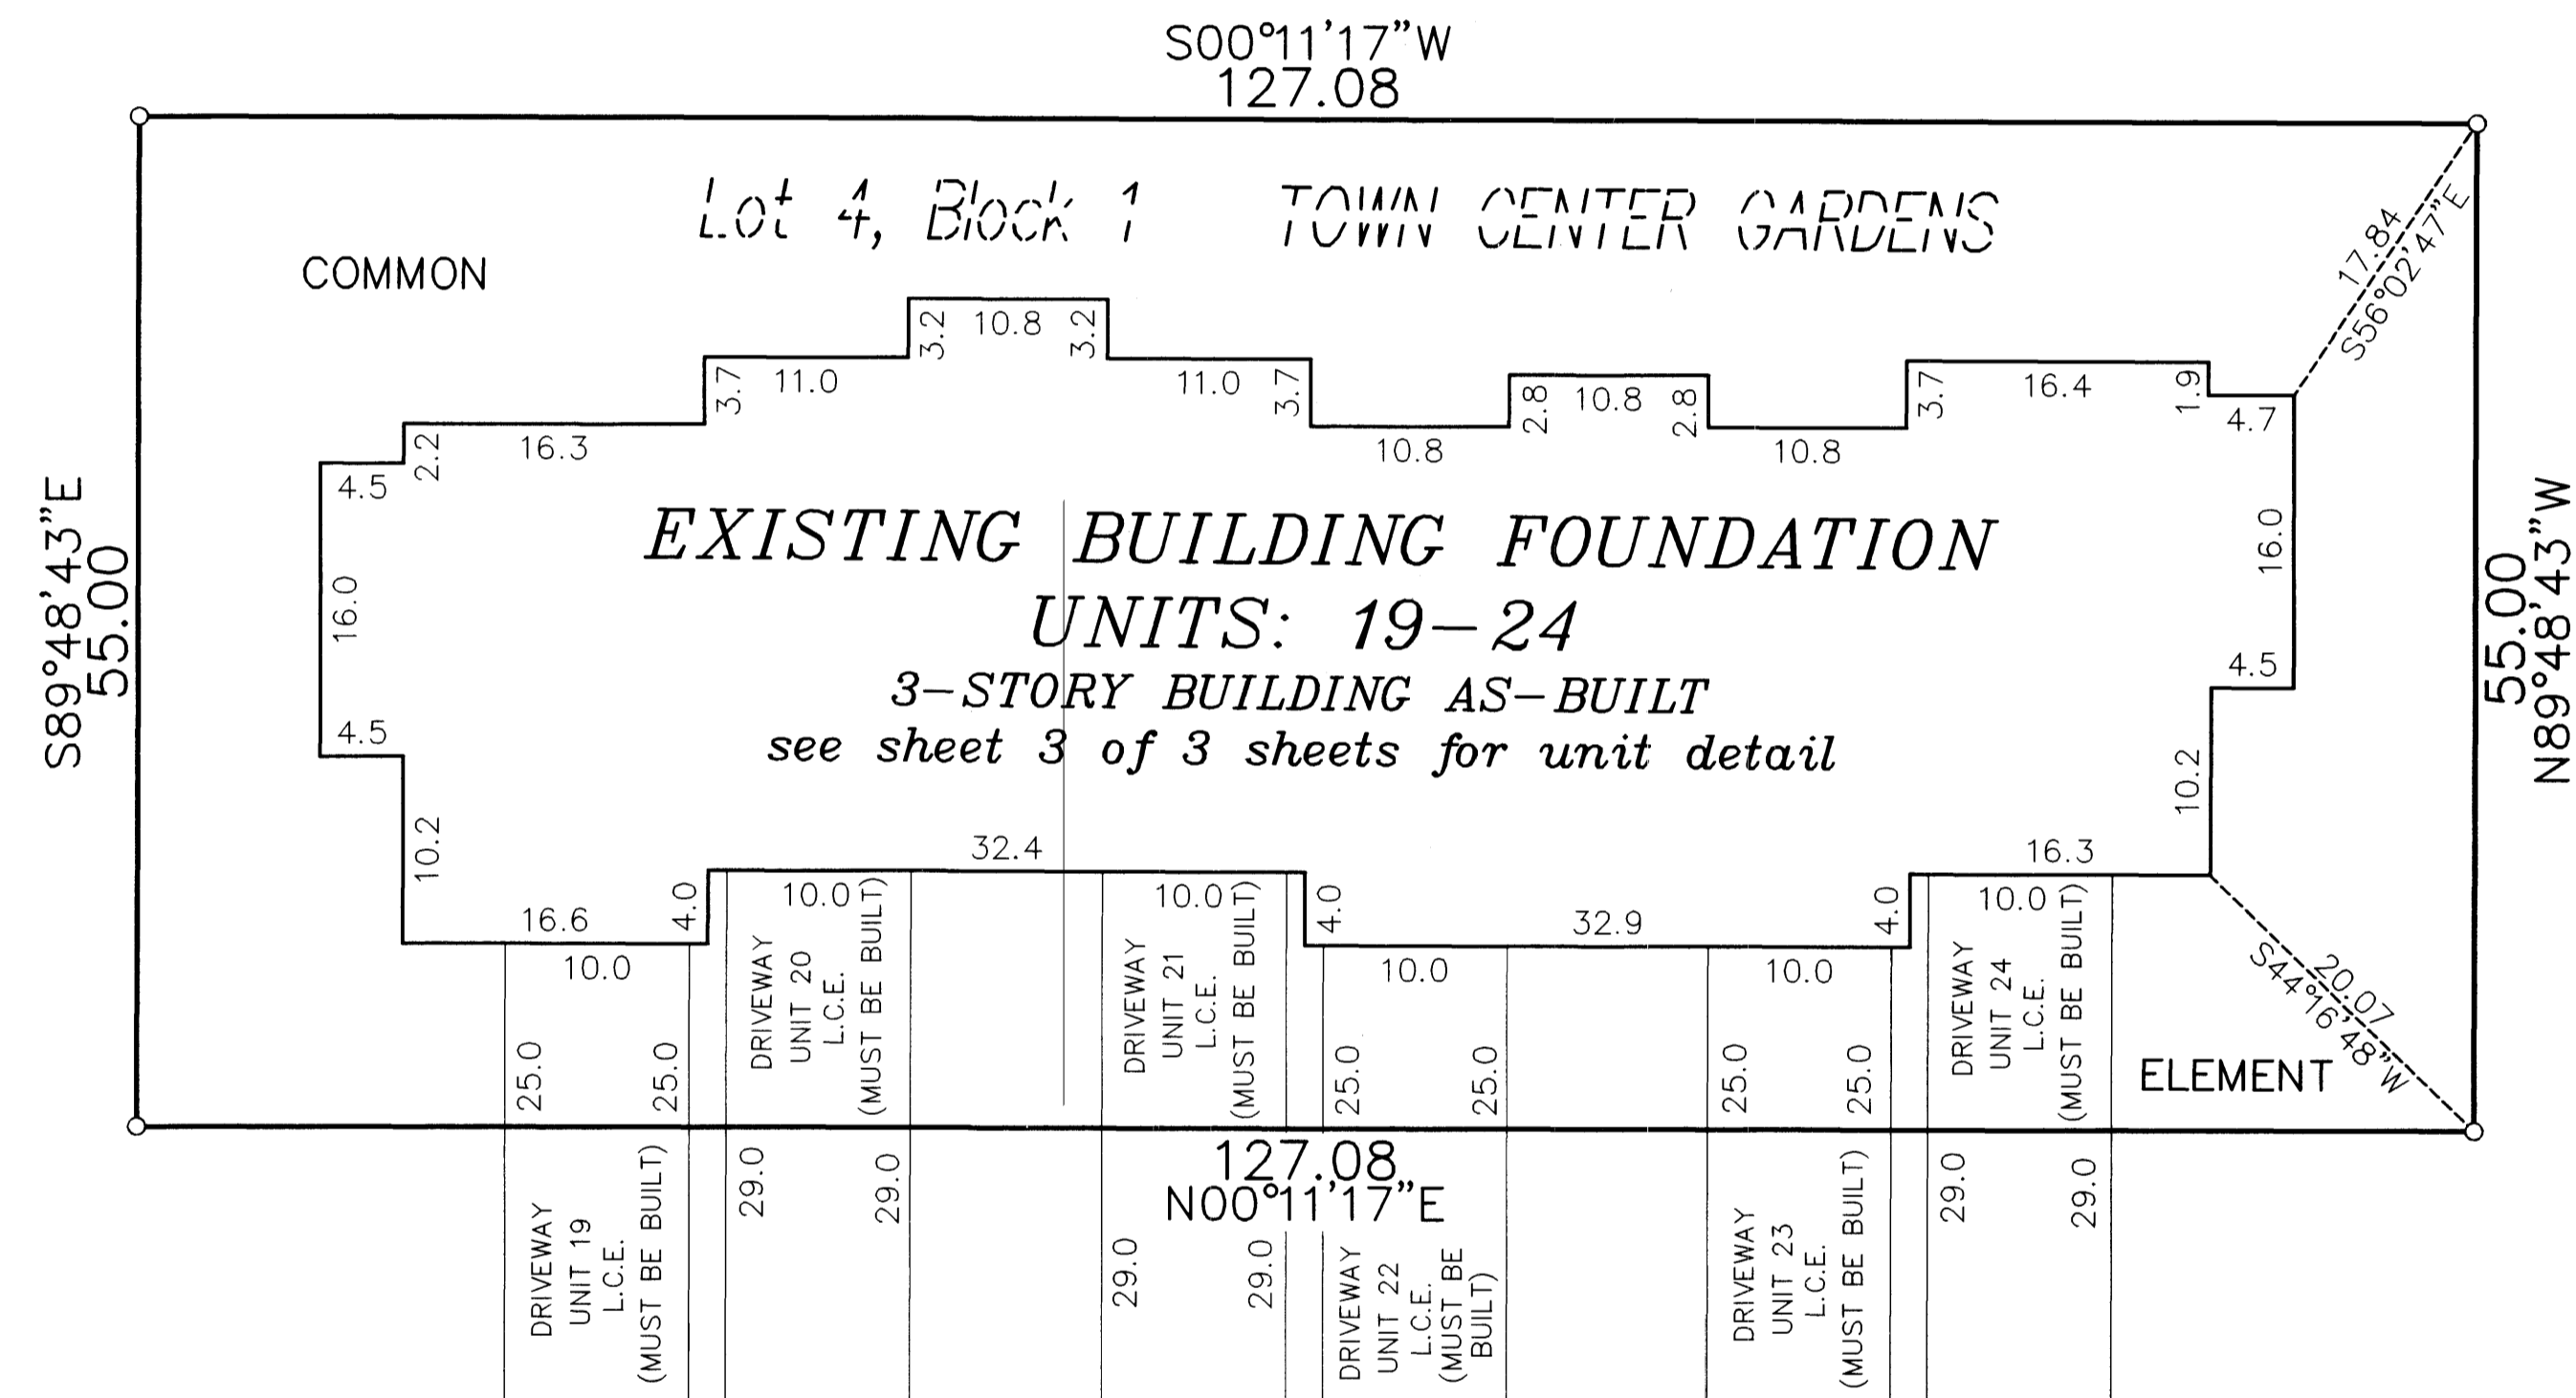 S00°11'17"W
127.08
Lot 4, Block 1 TOWN CENTER GARDENS
COMMON
17.84
S56°02'47"E
3.2
10.8
3.2
3.7
11.0
11.0
3.7
2.8
10.8
2.8
3.7
16.4
1.9
4.7
2.2
16.3
10.8
10.8
4.5
S89°48'43"E
55.00
16.0
EXISTING BUILDING FOUNDATION
UNITS: 19-24
3-STORY BUILDING AS-BUILT
see sheet 3 of 3 sheets for unit detail
16.0
55.00
N89°48'43"W
4.5
4.5
10.2
10.2
32.4
16.3
16.6
4.0
10.0
10.0
4.0
32.9
4.0
10.0
10.0
10.0
10.0
20.07
S44°16'48"W
ELEMENT
DRIVEWAY
UNIT 20
L.C.E.
(MUST BE BUILT)
DRIVEWAY
UNIT 21
L.C.E.
(MUST BE BUILT)
DRIVEWAY
UNIT 24
L.C.E.
(MUST BE BUILT)
25.0
25.0
25.0
25.0
25.0
25.0
127.08
N00°11'17"E
29.0
29.0
29.0
29.0
29.0
29.0
DRIVEWAY
UNIT 19
L.C.E.
(MUST BE BUILT)
DRIVEWAY
UNIT 22
L.C.E.
(MUST BE
BUILT)
DRIVEWAY
UNIT 23
L.C.E.
(MUST BE BUILT)